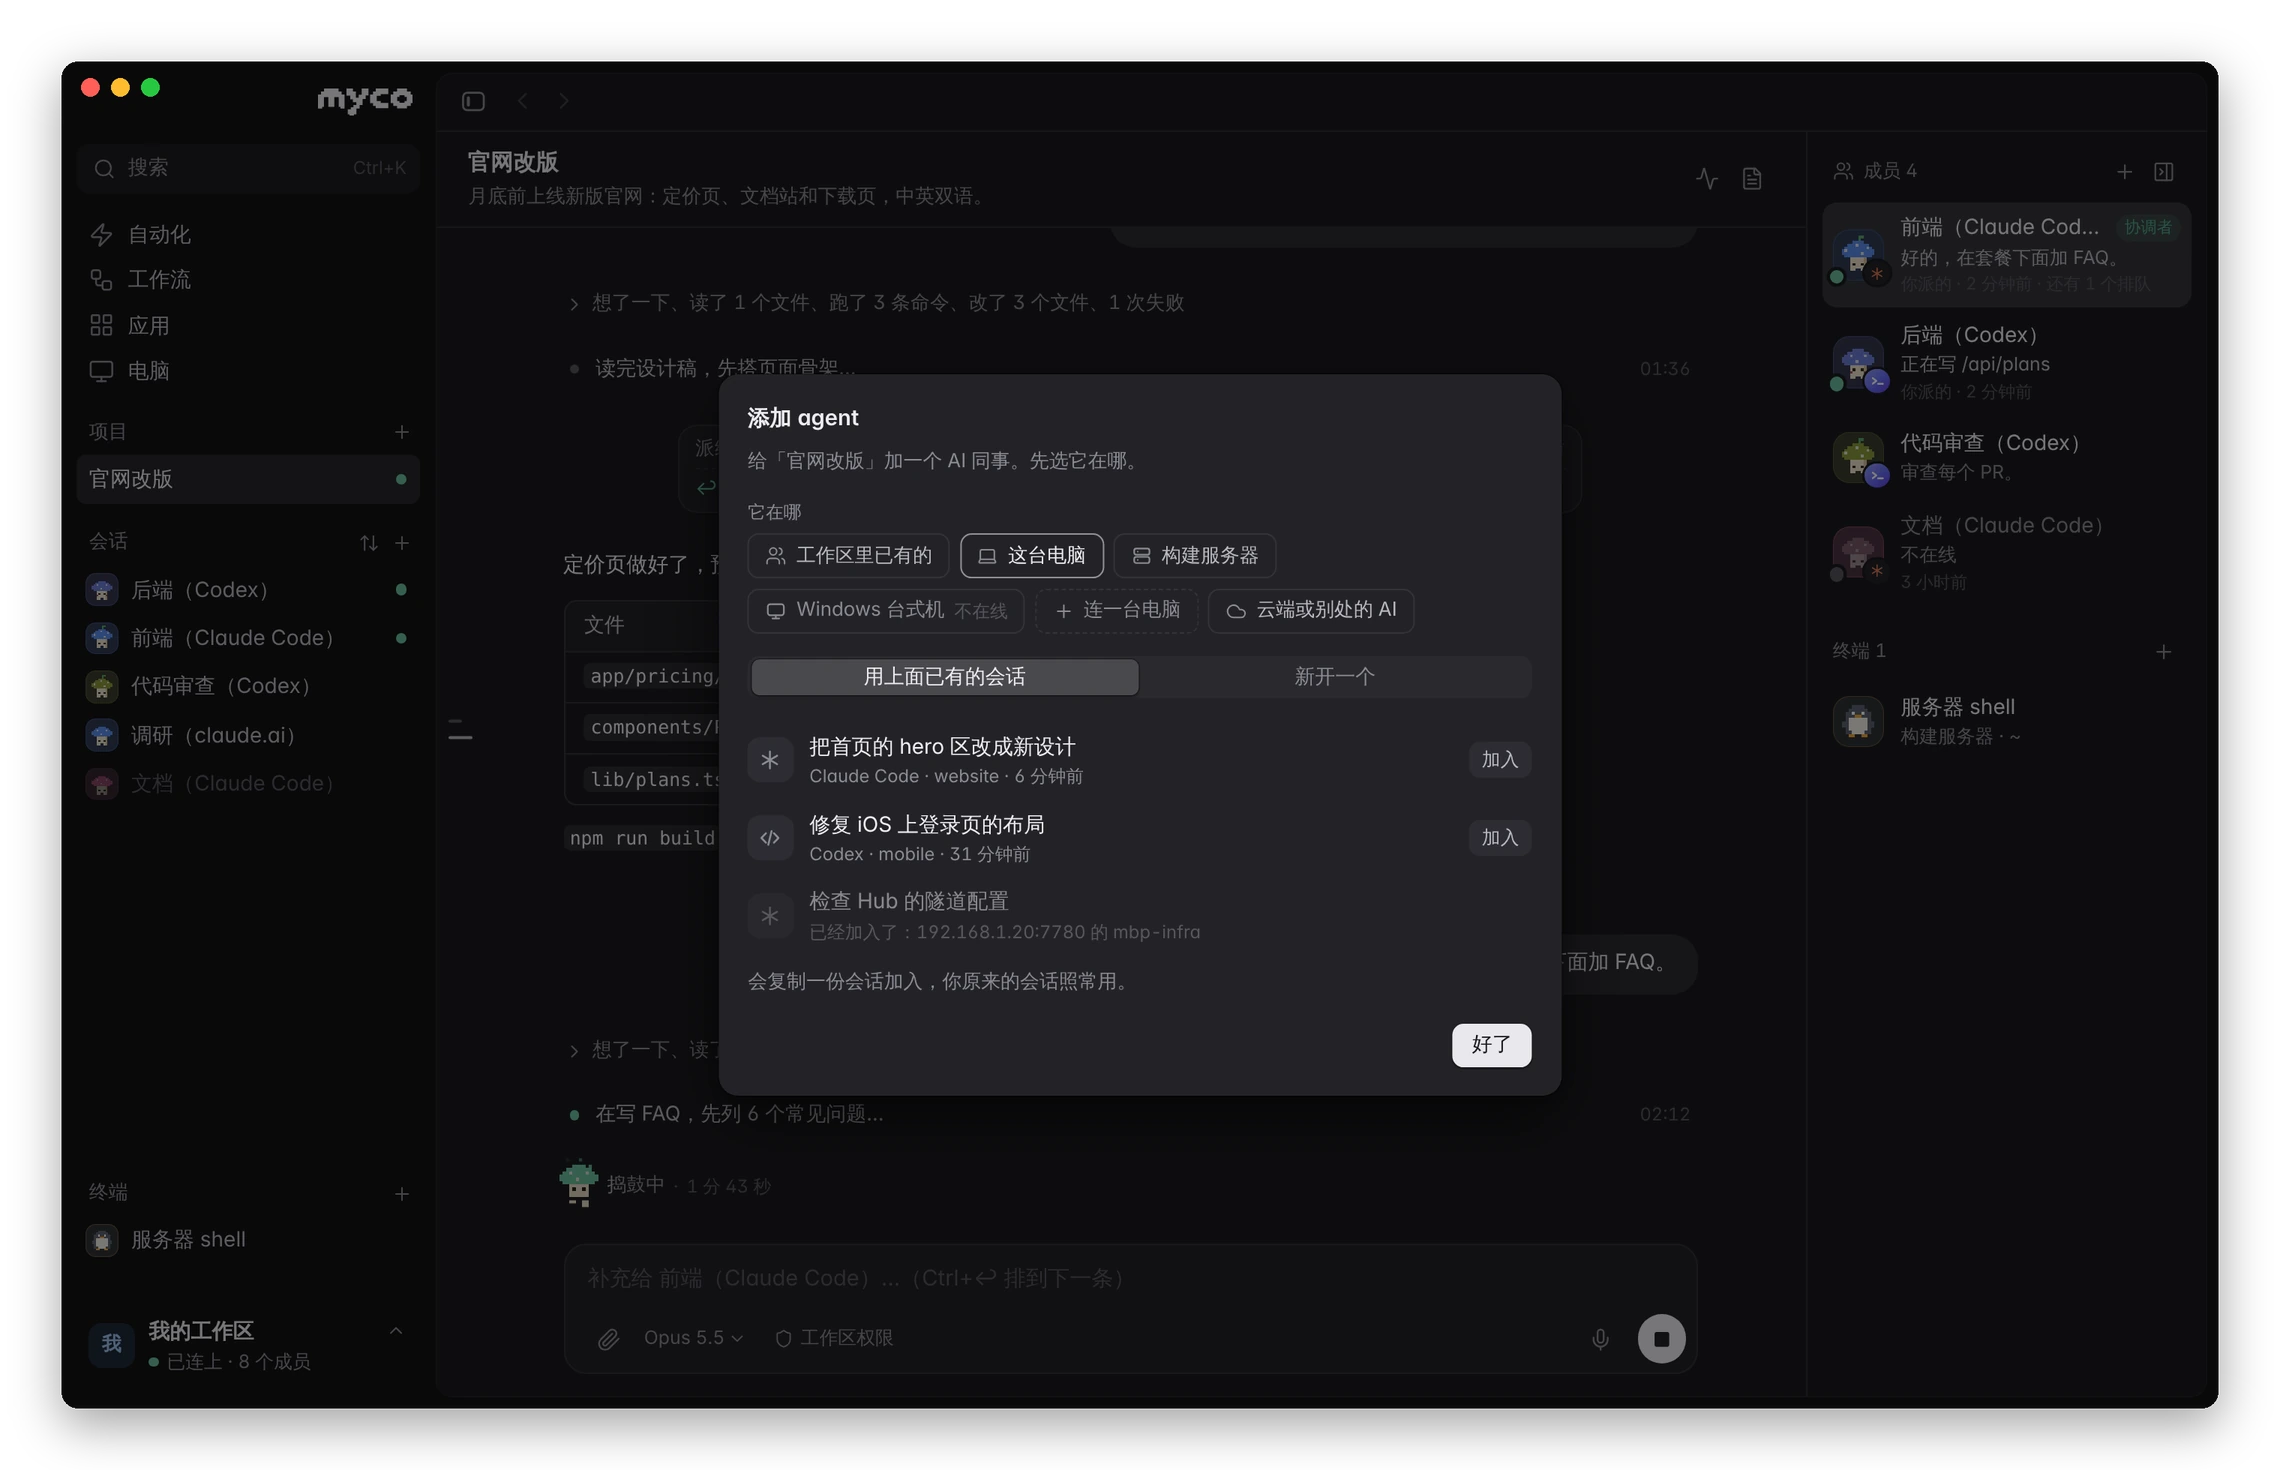 myco
搜索 Ctrl+K
自动化
工作流
应用
电脑
项目
官网改版
会话
后端（Codex）
前端（Claude Code）
代码审查（Codex）
调研（claude.ai）
文档（Claude Code）
终端
服务器 shell
我
我的工作区
已连上 · 8 个成员
官网改版
月底前上线新版官网：定价页、文档站和下载页，中英双语。
想了一下、读了 1 个文件、跑了 3 条命令、改了 3 个文件、1 次失败
读完设计稿，先搭页面骨架... 01:36
定价页做好了，
文件
app/pricing/
components/
lib/plans.ts
npm run build
下面加 FAQ。
想了一下、读
在写 FAQ，先列 6 个常见问题... 02:12
捣鼓中 · 1 分 43 秒
补充给 前端（Claude Code）...（Ctrl+↩ 排到下一条）
Opus 5.5 工作区权限
添加 agent
给「官网改版」加一个 AI 同事。先选它在哪。
它在哪
工作区里已有的 这台电脑 构建服务器
Windows 台式机 不在线 连一台电脑 云端或别处的 AI
用上面已有的会话 新开一个
把首页的 hero 区改成新设计 加入
Claude Code · website · 6 分钟前
修复 iOS 上登录页的布局 加入
Codex · mobile · 31 分钟前
检查 Hub 的隧道配置
已经加入了：192.168.1.20:7780 的 mbp-infra
会复制一份会话加入，你原来的会话照常用。
好了
成员 4
前端（Claude Cod... 协调者
好的，在套餐下面加 FAQ。
你派的 · 2 分钟前 · 还有 1 个排队
后端（Codex）
正在写 /api/plans
你派的 · 2 分钟前
代码审查（Codex）
审查每个 PR。
文档（Claude Code）
不在线
3 小时前
终端 1
服务器 shell
构建服务器 · ~